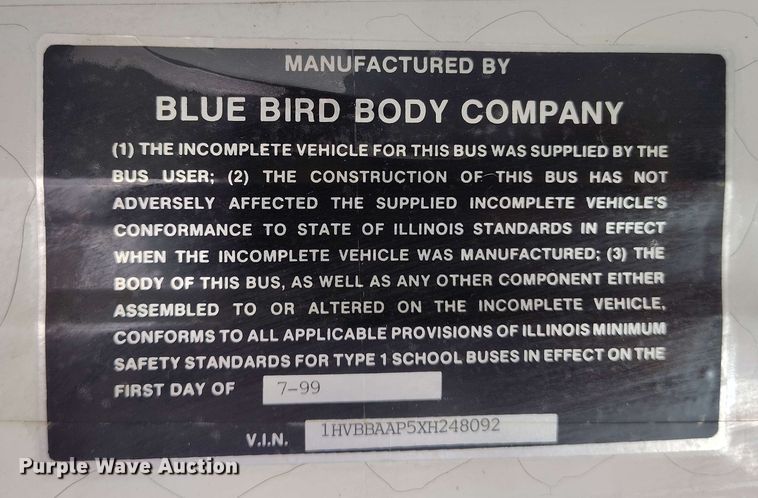 MANUFACTURED BY
BLUE BIRD BODY COMPANY
(1) THE INCOMPLETE VEHICLE FOR THIS BUS WAS SUPPLIED BY THE
BUS USER; (2) THE CONSTRUCTION OF THIS BUS HAS NOT
ADVERSELY AFFECTED THE SUPPLIED INCOMPLETE VEHICLE'S
CONFORMANCE TO STATE OF ILLINOIS STANDARDS IN EFFECT
WHEN THE INCOMPLETE VEHICLE WAS MANUFACTURED; (3) THE
BODY OF THIS BUS, AS WELL AS ANY OTHER COMPONENT EITHER
ASSEMBLED TO OR ALTERED ON THE INCOMPLETE VEHICLE,
CONFORMS TO ALL APPLICABLE PROVISIONS OF ILLINOIS MINIMUM
SAFETY STANDARDS FOR TYPE 1 SCHOOL BUSES IN EFFECT ON THE
FIRST DAY OF 7-99
V.I.N. 1HVBBAAP5XH248092
Purple Wave Auction